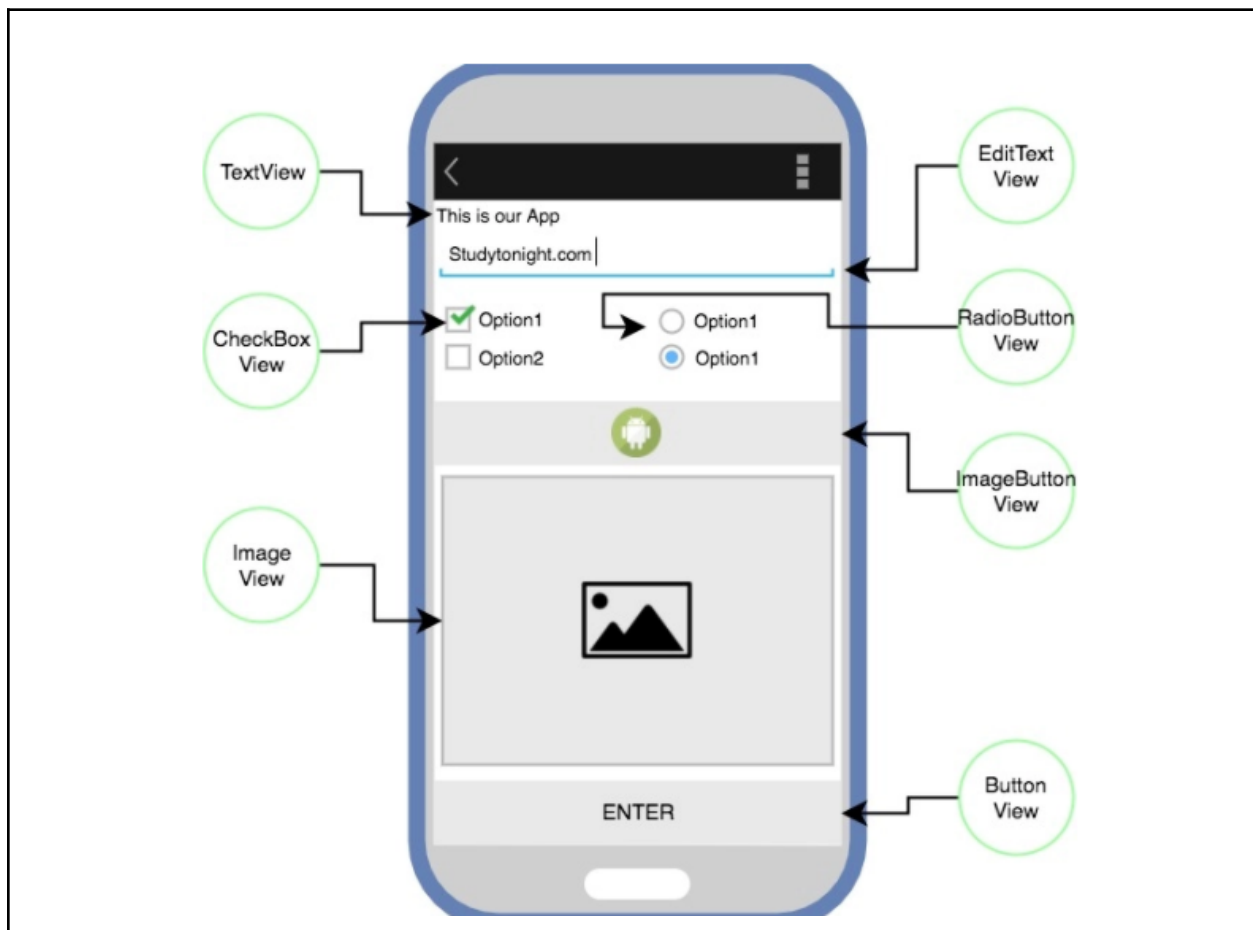 TextView
EditText
View
This is our App
Studytonight.com
CheckBox
View
Option1
Option2
Option1
Option1
RadioButton
View
ImageButton
View
Image
View
ENTER
Button
View